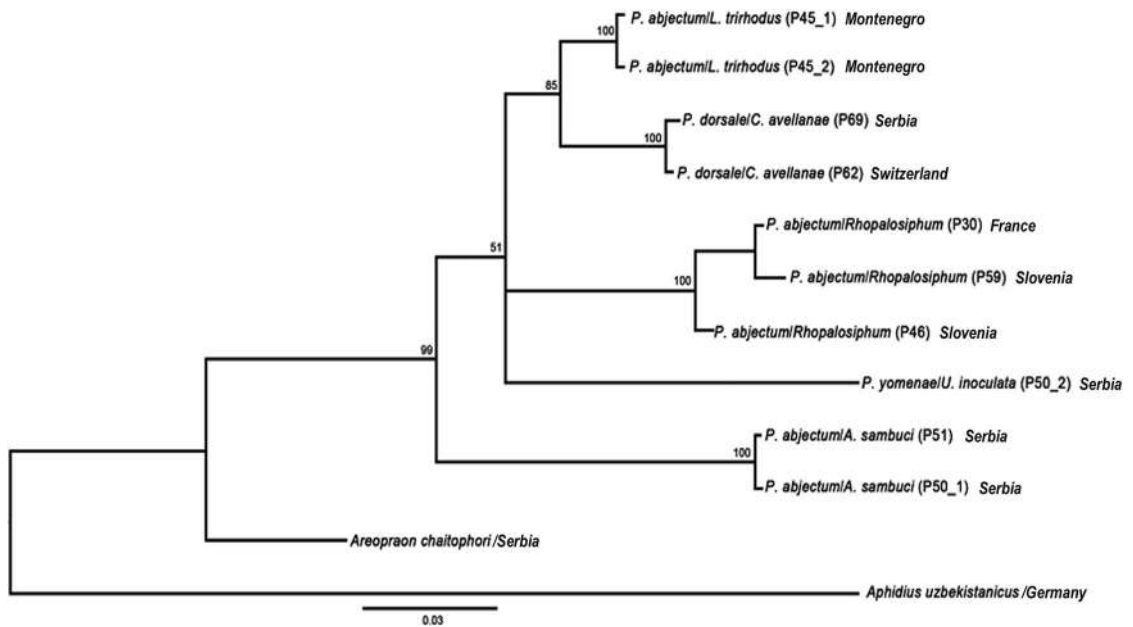 P. abjectum/L. trirhodus (P45_1) Montenegro
100
P. abjectum/L. trirhodus (P45_2) Montenegro
85
P. dorsale/C. avellanae (P69) Serbia
100
P. dorsale/C. avellanae (P62) Switzerland
P. abjectum/Rhopalosiphum (P30) France
51
P. abjectum/Rhopalosiphum (P59) Slovenia
100
P. abjectum/Rhopalosiphum (P46) Slovenia
99
P. yomenae/U. inoculata (P50_2) Serbia
P. abjectum/A. sambuci (P51) Serbia
100
P. abjectum/A. sambuci (P50_1) Serbia
Areopraon chaitophori/Serbia
Aphidius uzbekistanicus/Germany
0.03